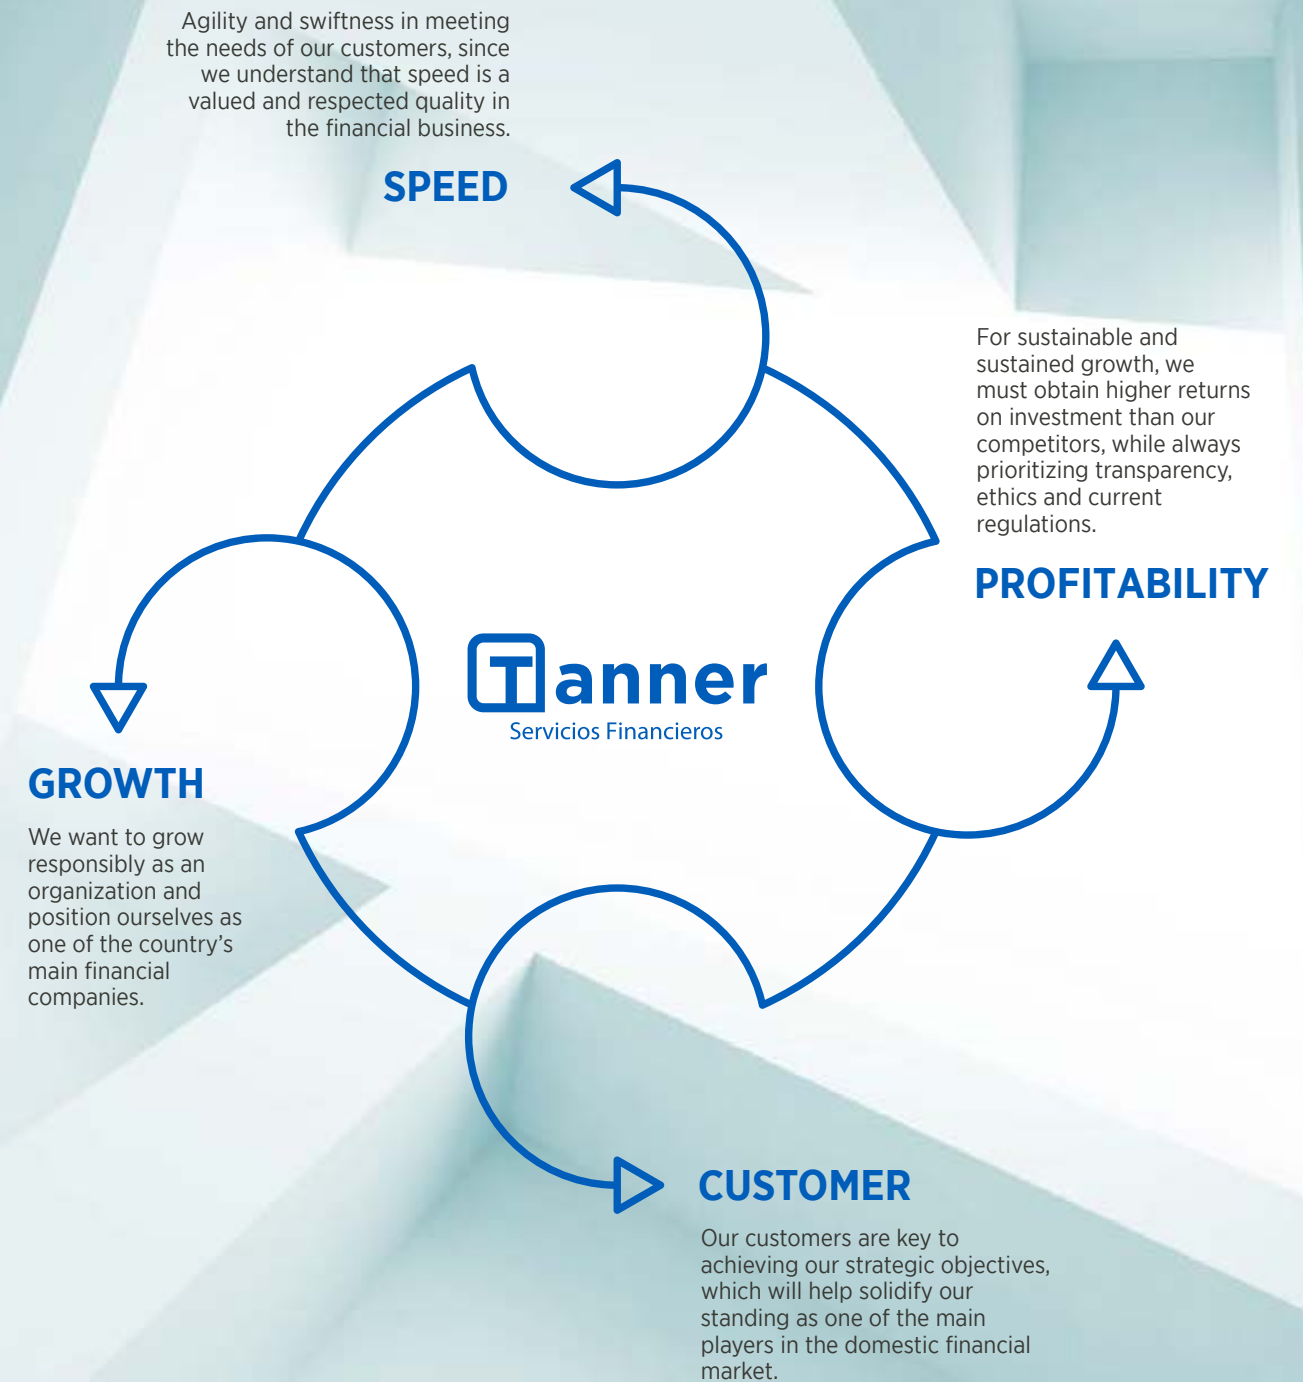 Agility and swiftness in meeting
the needs of our customers, since
we understand that speed is a
valued and respected quality in
the financial business.
SPEED
For sustainable and
sustained growth, we
must obtain higher returns
on investment than our
competitors, while always
prioritizing transparency,
ethics and current
regulations.
PROFITABILITY
Tanner
Servicios Financieros
GROWTH
We want to grow
responsibly as an
organization and
position ourselves as
one of the country’s
main financial
companies.
CUSTOMER
Our customers are key to
achieving our strategic objectives,
which will help solidify our
standing as one of the main
players in the domestic financial
market.